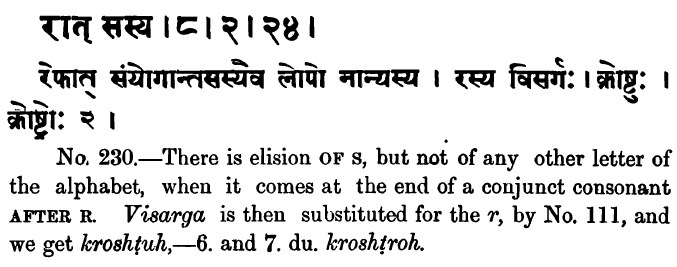 रात् सस्य । ८ । २ । २४ ।
रेफात् संयोगान्तसस्यैव लोपो नान्यस्य । रस्य विसर्गः । क्रोष्टुः ।
क्रोष्ट्रोः २ ।
No. 230.—There is elision OF S, but not of any other letter of
the alphabet, when it comes at the end of a conjunct consonant
AFTER R. Visarga is then substituted for the r, by No. 111, and
we get kroshṭuh,—6. and 7. du. kroshṭroh.